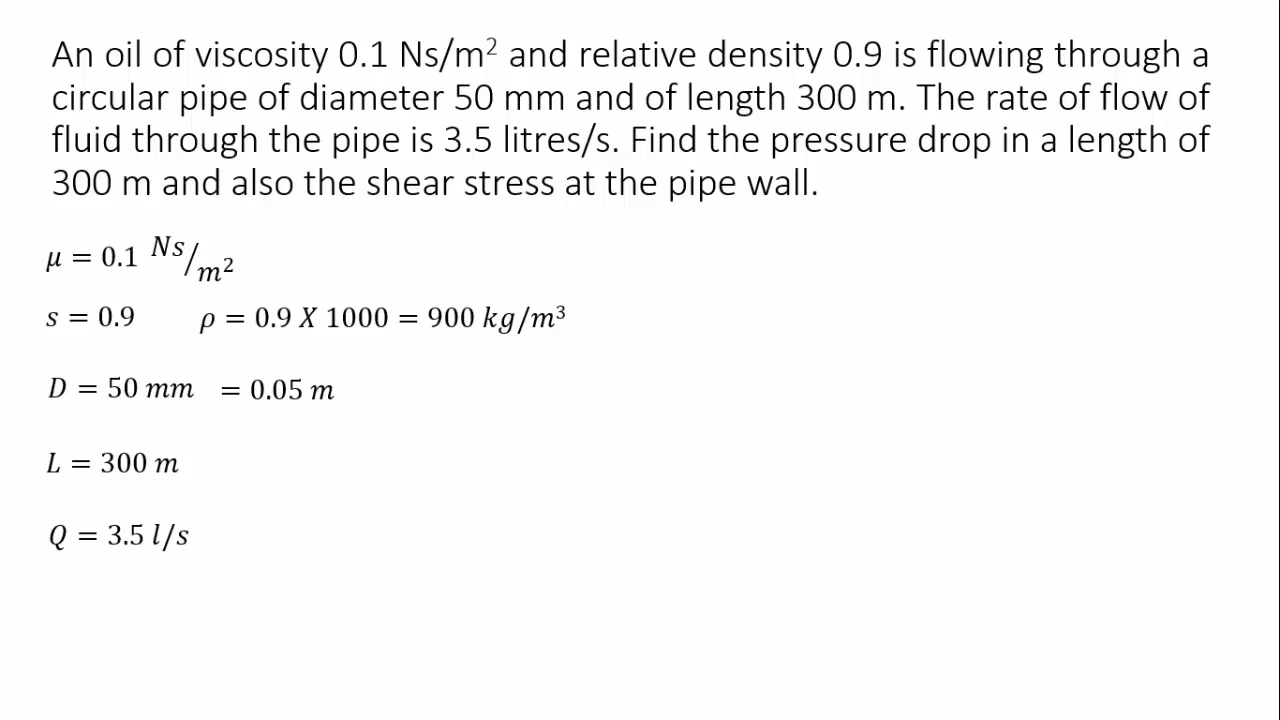 An oil of viscosity 0.1 Ns/m² and relative density 0.9 is flowing through a
circular pipe of diameter 50 mm and of length 300 m. The rate of flow of
fluid through the pipe is 3.5 litres/s. Find the pressure drop in a length of
300 m and also the shear stress at the pipe wall.
μ = 0.1 Ns/m²
s = 0.9 ρ = 0.9 X 1000 = 900 kg/m³
D = 50 mm = 0.05 m
L = 300 m
Q = 3.5 l/s